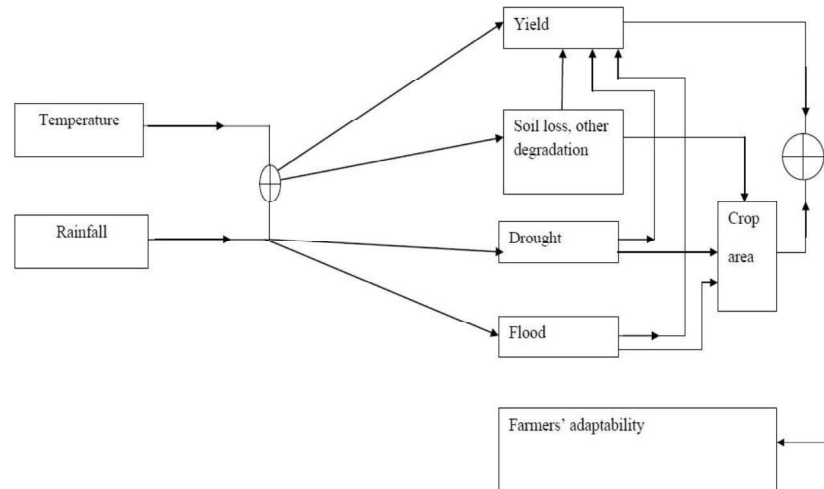 Yield
Temperature
Soil loss, other
degradation
Rainfall
Drought
Crop
area
Flood
Farmers’ adaptability